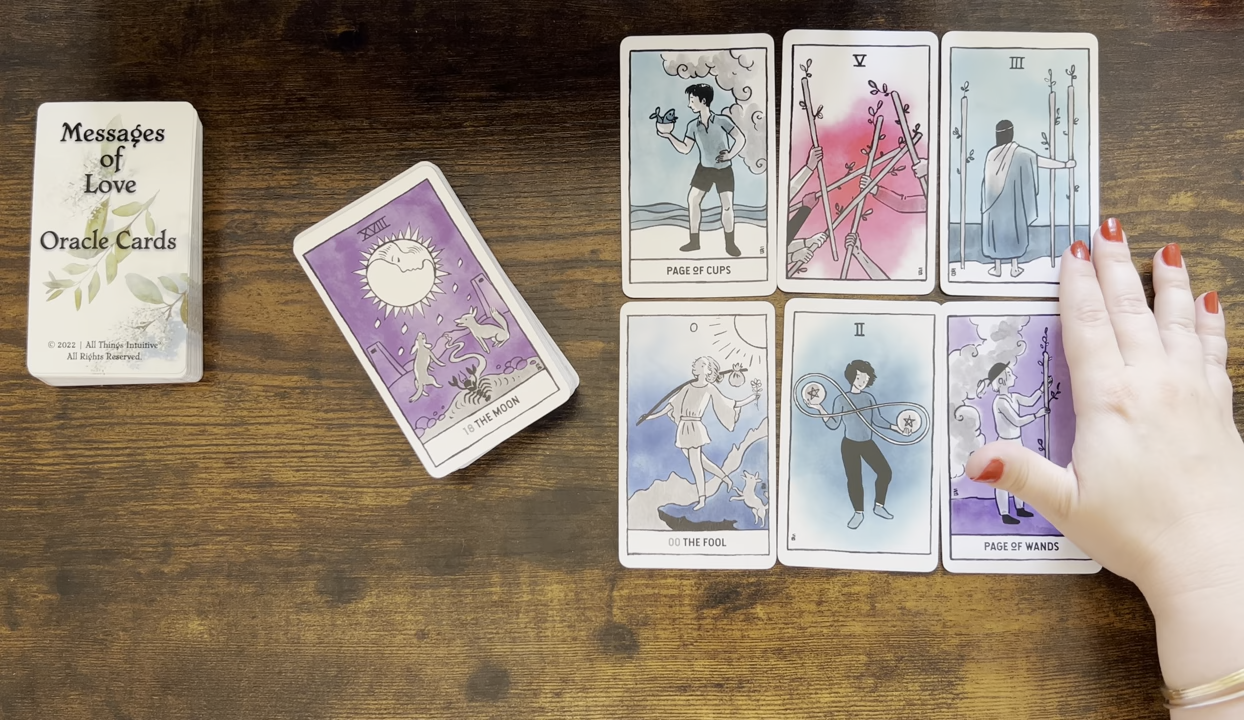 Messages
of
Love
Oracle Cards
© 2022 | All Things Intuitive
All Rights Reserved.
XVIII
18 THE MOON
PAGE OF CUPS
V
III
0
00 THE FOOL
II
PAGE OF WANDS